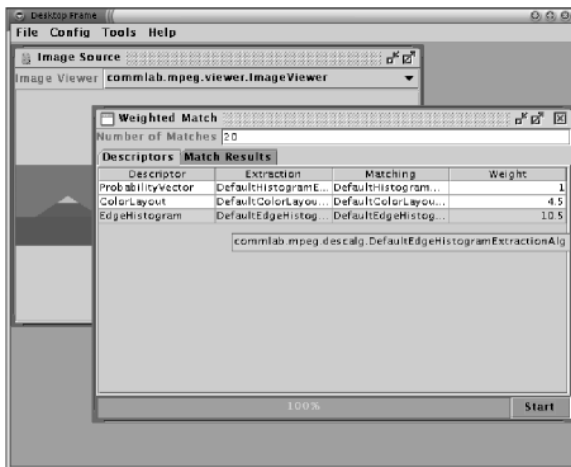 Desktop Frame
File Config Tools Help
Image Source
Image Viewer commlab.mpeg.viewer.ImageViewer
Weighted Match
Number of Matches 20
Descriptors Match Results
Descriptor Extraction Matching Weight
ProbabilityVector DefaultHistogramE... DefaultHistogram... 1
ColorLayout DefaultColorLayou... DefaultColorLayou... 4.5
EdgeHistogram DefaultEdgeHistog... DefaultEdgeHistog... 10.5
commlab.mpeg.descalg.DefaultEdgeHistogramExtractionAlg
100% Start